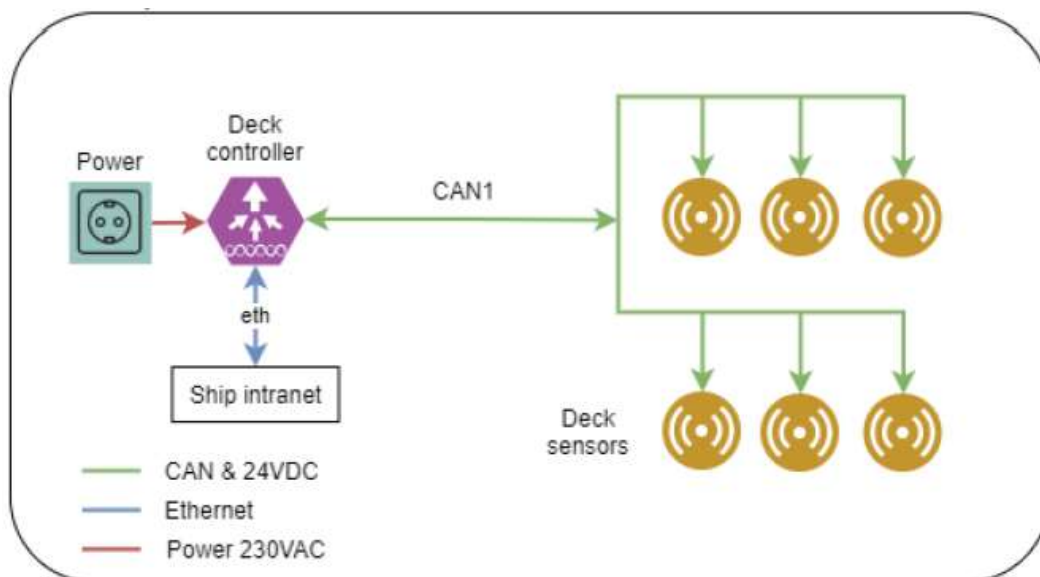 Deck
controller
Power
CAN1
eth
Ship intranet
Deck
sensors
CAN & 24VDC
Ethernet
Power 230VAC